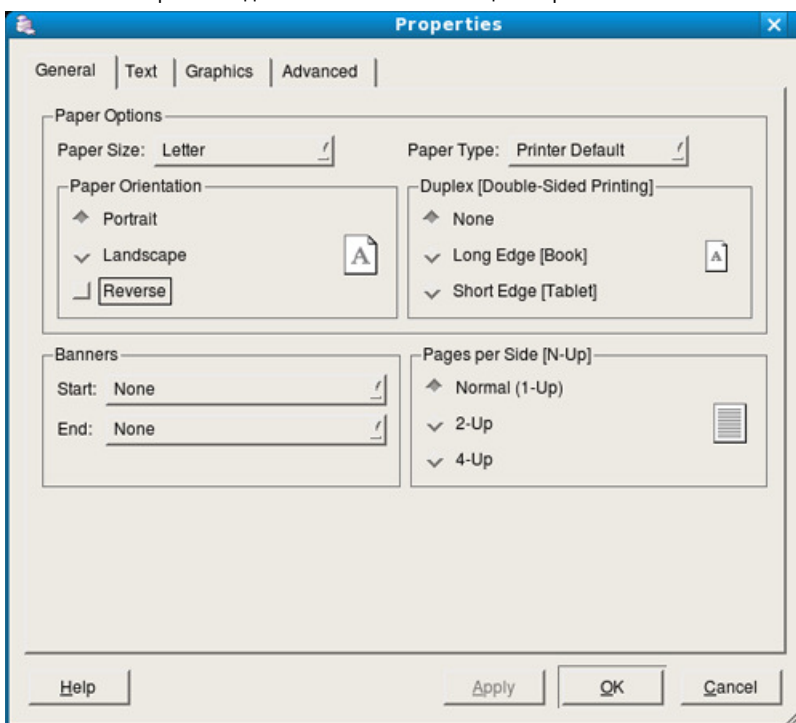 Properties
General Text Graphics Advanced
Paper Options
Paper Size: Letter
Paper Type: Printer Default
Paper Orientation
Portrait
Landscape
Reverse
Duplex [Double-Sided Printing]
None
Long Edge [Book]
Short Edge [Tablet]
Banners
Start: None
End: None
Pages per Side [N-Up]
Normal (1-Up)
2-Up
4-Up
Help Apply OK Cancel